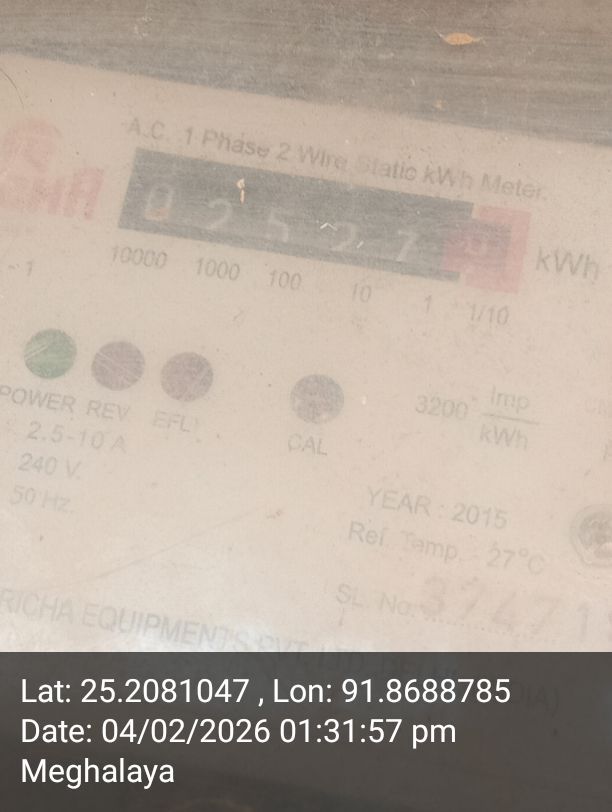 A.C. 1 Phase 2 Wire Static kWh Meter.
0 2 5 2 7 kWh
10000 1000 100 10 1 1/10
POWER REV EFL
CAL
3200 Imp
kWh
2.5-10 A
240 V
50 Hz.
YEAR : 2015
Ref. Temp. : 27°C
SL. No. 37471
RICHA EQUIPMENTS PVT. LTD.
Lat: 25.2081047 , Lon: 91.8688785
Date: 04/02/2026 01:31:57 pm
Meghalaya